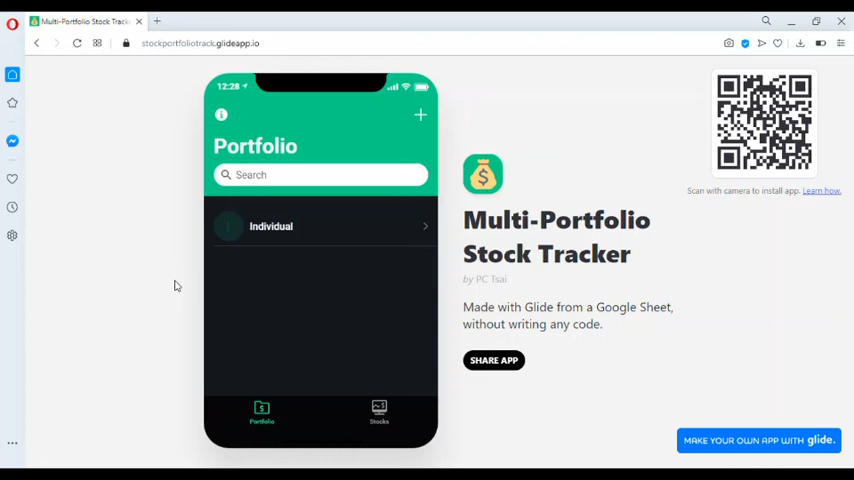 Multi-Portfolio Stock Track
stockportfoliotrack.glideapp.io
12:28
Portfolio
Search
Individual
Portfolio
Stocks
Multi-Portfolio
Stock Tracker
by PC Tsai
Made with Glide from a Google Sheet,
without writing any code.
SHARE APP
Scan with camera to install app. Learn how.
MAKE YOUR OWN APP WITH glide.